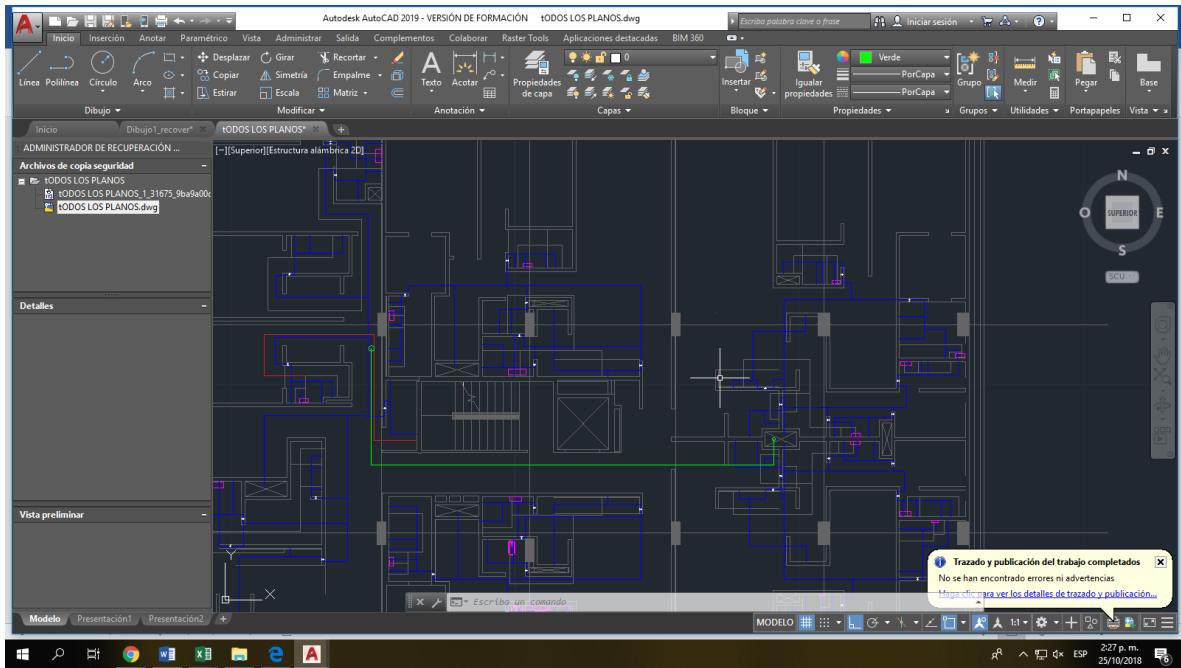 Autodesk AutoCAD 2019 - VERSIÓN DE FORMACIÓN tODOS LOS PLANOS.dwg
Escriba palabra clave o frase
Iniciar sesión
Inicio Inserción Anotar Paramétrico Vista Administrar Salida Complementos Colaborar Raster Tools Aplicaciones destacadas BIM 360
Línea Polilínea Círculo Arco
Desplazar Girar Recortar
Copiar Simetría Empalme
Estirar Escala Matriz
Texto Acotar
Propiedades de capa
0
Insertar
Igualar propiedades
Verde
PorCapa
PorCapa
Grupo
Medir
Pegar
Base
Dibujo Modificar Anotación Capas Bloque Propiedades Grupos Utilidades Portapapeles Vista
Inicio Dibujo1_recover* tODOS LOS PLANOS*
ADMINISTRADOR DE RECUPERACIÓN ...
[−][Superior][Estructura alámbrica 2D]
Archivos de copia seguridad
tODOS LOS PLANOS
tODOS LOS PLANOS_1_31675_9ba9a00c
tODOS LOS PLANOS.dwg
N
O SUPERIOR E
S
SCU
Detalles
Vista preliminar
Y
X
Trazado y publicación del trabajo completados
No se han encontrado errores ni advertencias
Haga clic para ver los detalles de trazado y publicación...
Escriba un comando
Modelo Presentación1 Presentación2
MODELO
1:1
ESP
2:27 p. m.
25/10/2018
6